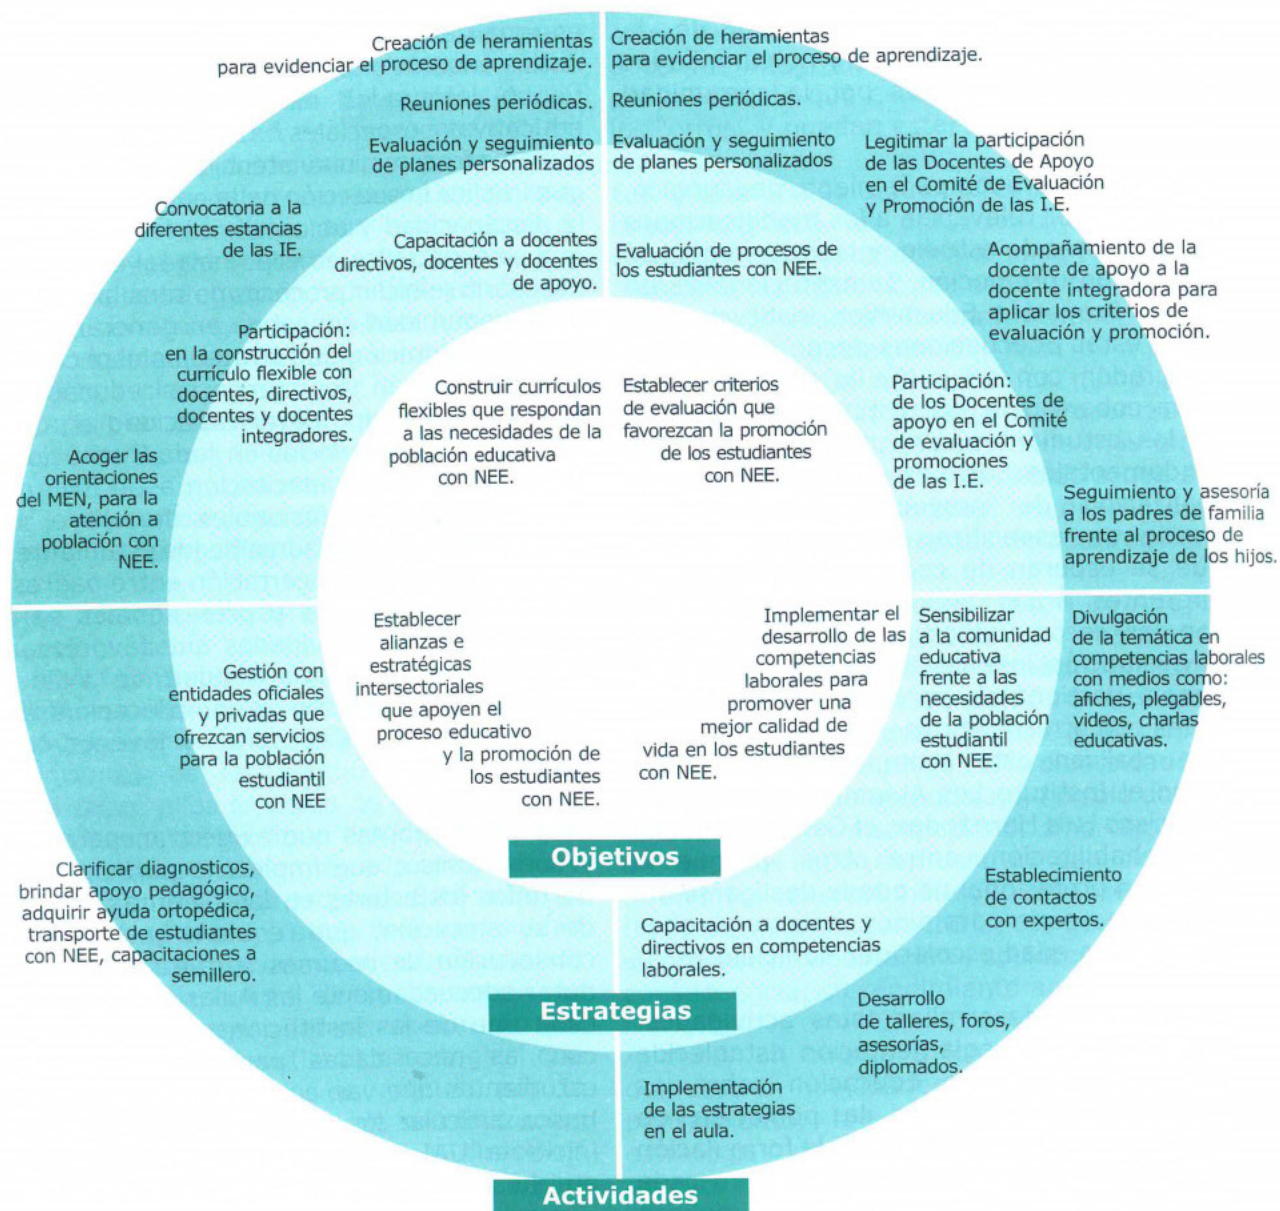 Creación de heramientas
para evidenciar el proceso de aprendizaje.
Reuniones periódicas.
Evaluación y seguimiento
de planes personalizados
Convocatoria a la
diferentes estancias
de las IE.
Capacitación a docentes
directivos, docentes y docentes
de apoyo.
Participación:
en la construcción del
currículo flexible con
docentes, directivos,
docentes y docentes
integradores.
Acoger las
orientaciones
del MEN, para la
atención a
población con
NEE.
Construir currículos
flexibles que respondan
a las necesidades de la
población educativa
con NEE.
Creación de heramientas
para evidenciar el proceso de aprendizaje.
Reuniones periódicas.
Evaluación y seguimiento
de planes personalizados
Legitimar la participación
de las Docentes de Apoyo
en el Comité de Evaluación
y Promoción de las I.E.
Evaluación de procesos de
los estudiantes con NEE.
Acompañamiento de la
docente de apoyo a la
docente integradora para
aplicar los criterios de
evaluación y promoción.
Establecer criterios
de evaluación que
favorezcan la promoción
de los estudiantes
con NEE.
Participación:
de los Docentes de
apoyo en el Comité
de evaluación y
promociones
de las I.E.
Seguimiento y asesoría
a los padres de familia
frente al proceso de
aprendizaje de los hijos.
Establecer
alianzas e
estratégicas
intersectoriales
que apoyen el
proceso educativo
y la promoción de
los estudiantes
con NEE.
Gestión con
entidades oficiales
y privadas que
ofrezcan servicios
para la población
estudiantil
con NEE
Clarificar diagnosticos,
brindar apoyo pedagógico,
adquirir ayuda ortopédica,
transporte de estudiantes
con NEE, capacitaciones a
semillero.
Implementar el
desarrollo de las
competencias
laborales para
promover una
mejor calidad de
vida en los estudiantes
con NEE.
Sensibilizar
a la comunidad
educativa
frente a las
necesidades
de la población
estudiantil
con NEE.
Divulgación
de la temática en
competencias laborales
con medios como:
afiches, plegables,
videos, charlas
educativas.
Objetivos
Establecimiento
de contactos
con expertos.
Capacitación a docentes y
directivos en competencias
laborales.
Estrategias
Desarrollo
de talleres, foros,
asesorías,
diplomados.
Implementación
de las estrategias
en el aula.
Actividades